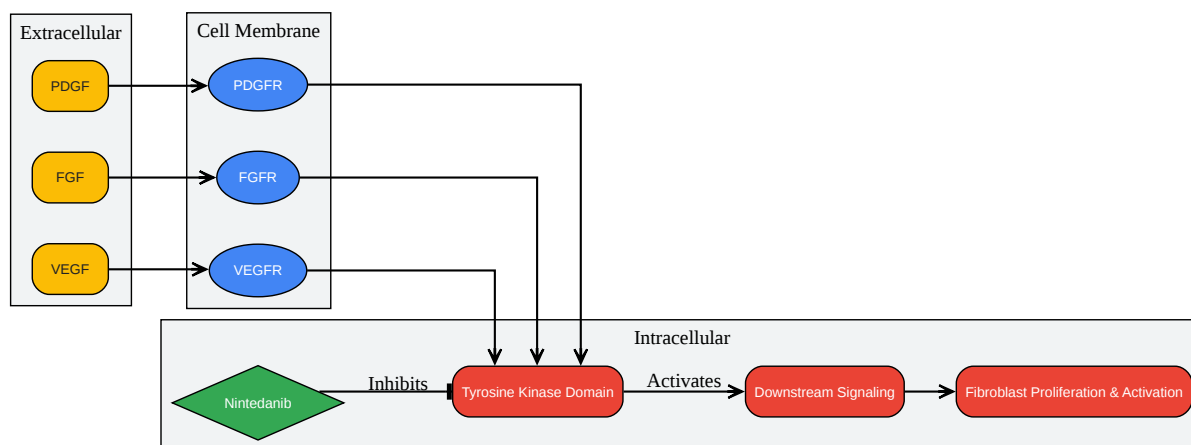 Extracellular
Cell Membrane
PDGF
PDGFR
FGF
FGFR
VEGF
VEGFR
Intracellular
Nintedanib
Inhibits
Tyrosine Kinase Domain
Activates
Downstream Signaling
Fibroblast Proliferation & Activation